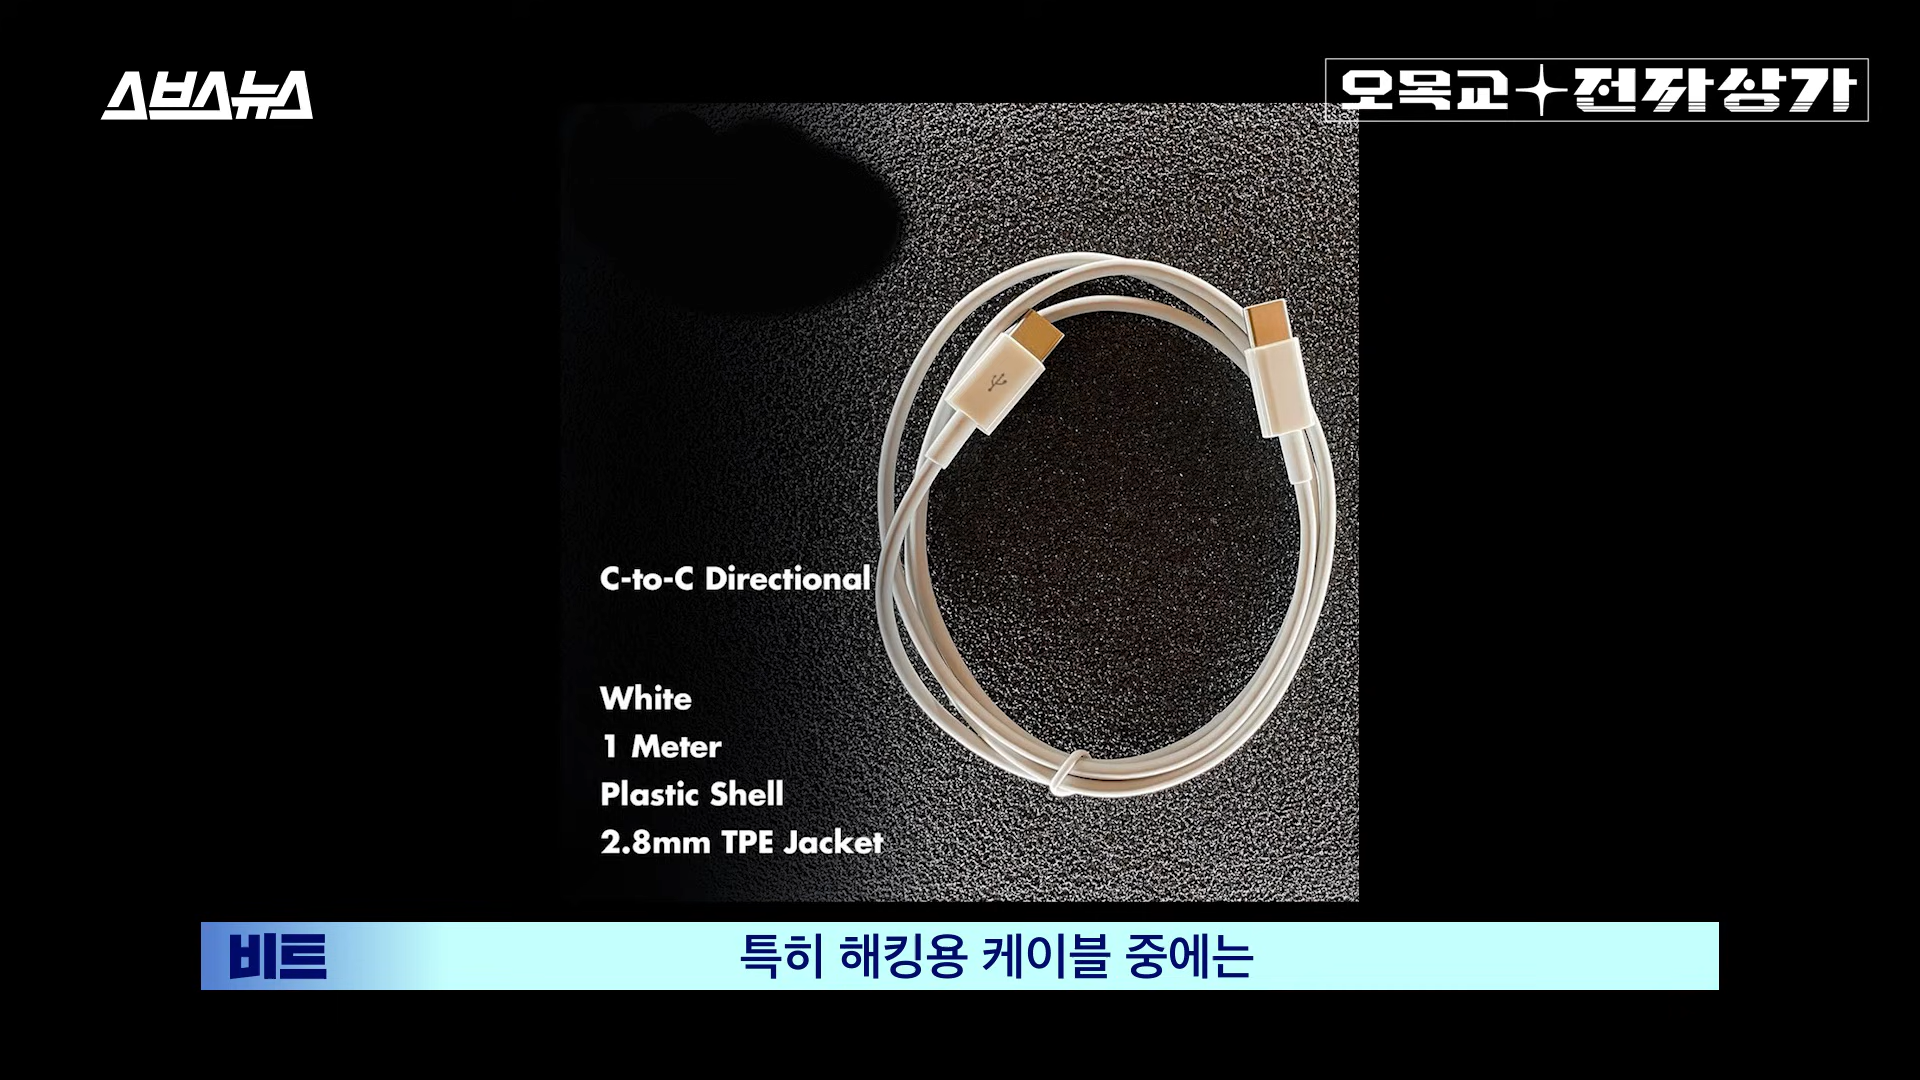 스브스뉴스
오목교 전자상가
C-to-C Directional
White
1 Meter
Plastic Shell
2.8mm TPE Jacket
비트
특히 해킹용 케이블 중에는